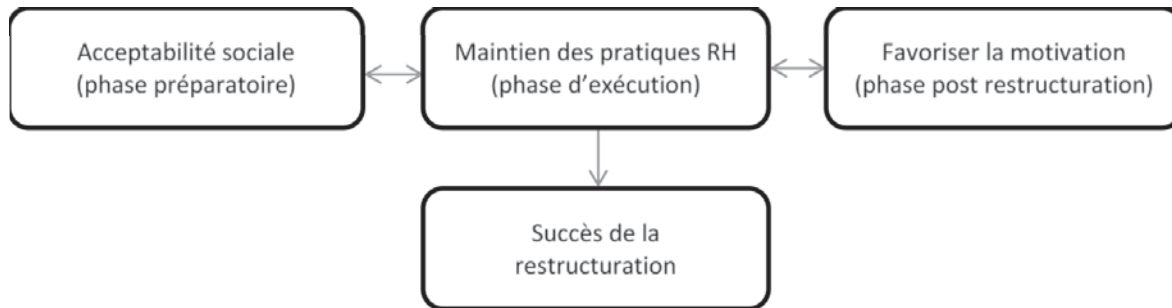 Acceptabilité sociale
(phase préparatoire)
Maintien des pratiques RH
(phase d’exécution)
Favoriser la motivation
(phase post restructuration)
Succès de la
restructuration